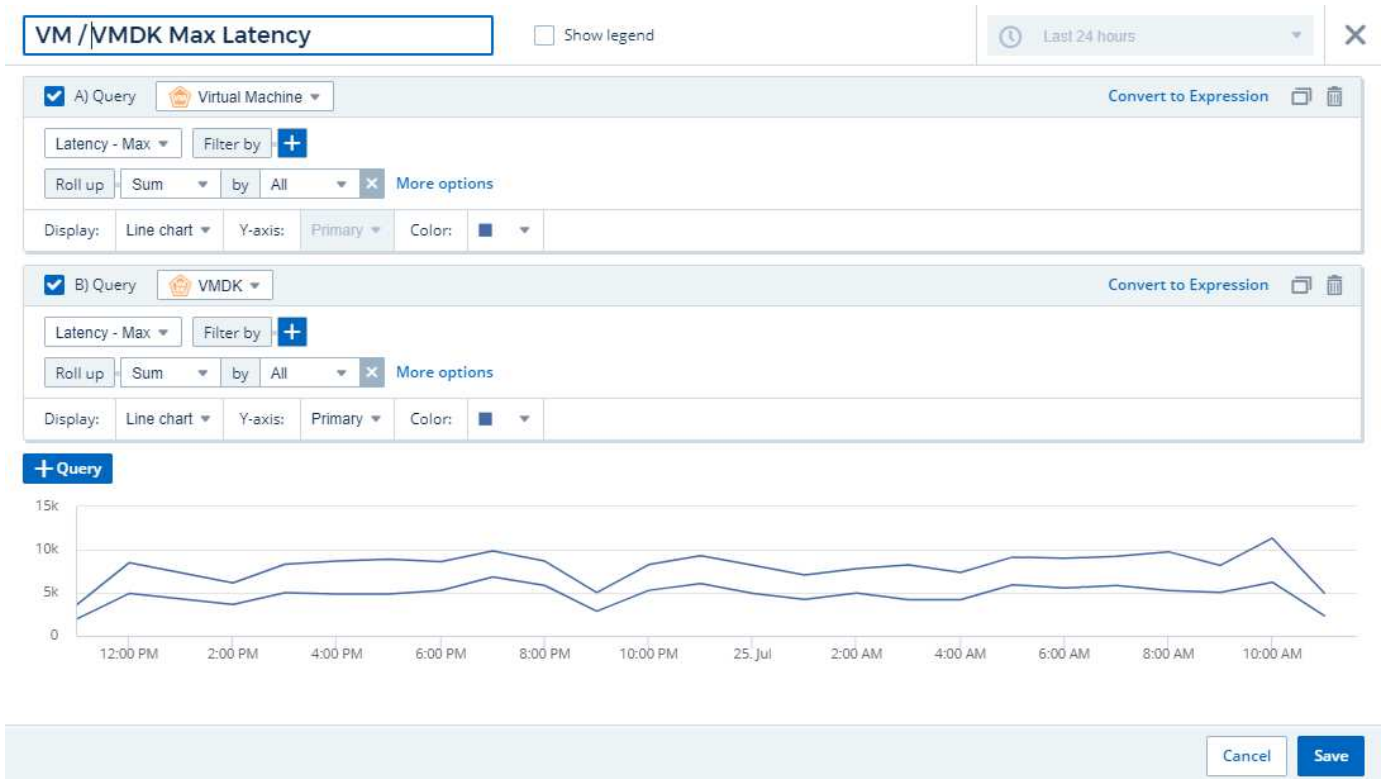 VM / VMDK Max Latency Show legend Last 24 hours
A) Query Virtual Machine Convert to Expression
Latency - Max Filter by +
Roll up Sum by All × More options
Display: Line chart Y-axis: Primary Color:
B) Query VMDK Convert to Expression
Latency - Max Filter by +
Roll up Sum by All × More options
Display: Line chart Y-axis: Primary Color:
+ Query
15k
10k
5k
0
12:00 PM 2:00 PM 4:00 PM 6:00 PM 8:00 PM 10:00 PM 25. Jul 2:00 AM 4:00 AM 6:00 AM 8:00 AM 10:00 AM
Cancel Save